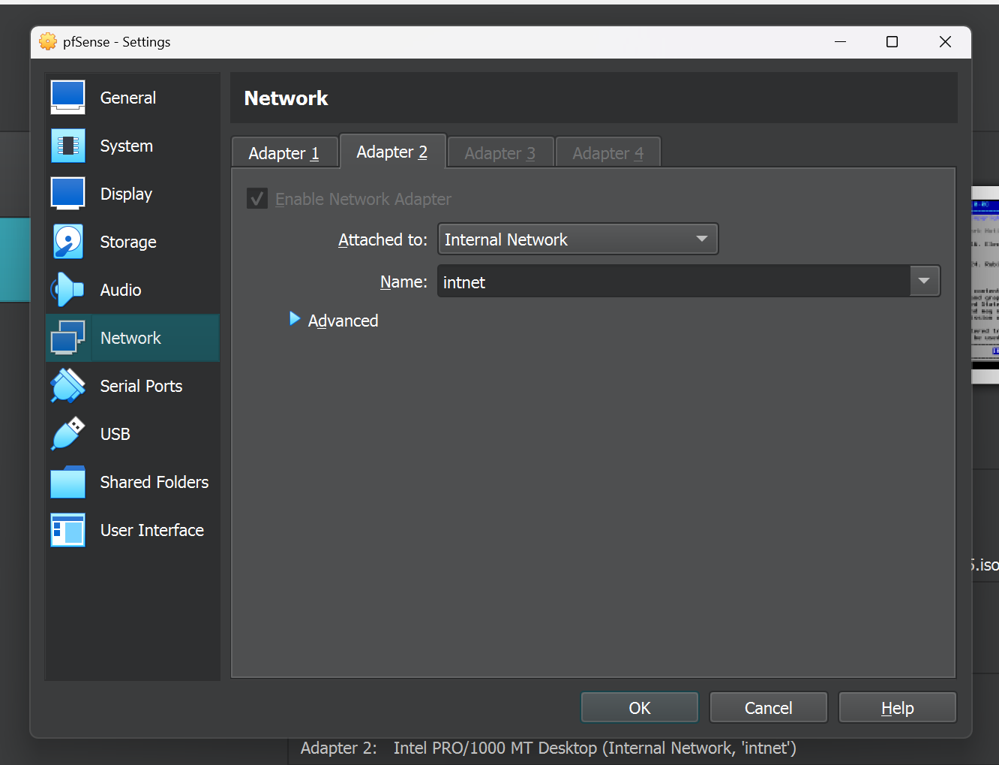 pfSense - Settings
General
System
Display
Storage
Audio
Network
Serial Ports
USB
Shared Folders
User Interface
Network
Adapter 1
Adapter 2
Adapter 3
Adapter 4
Enable Network Adapter
Attached to: Internal Network
Name: intnet
Advanced
OK
Cancel
Help
.iso
Adapter 2: Intel PRO/1000 MT Desktop (Internal Network, 'intnet')